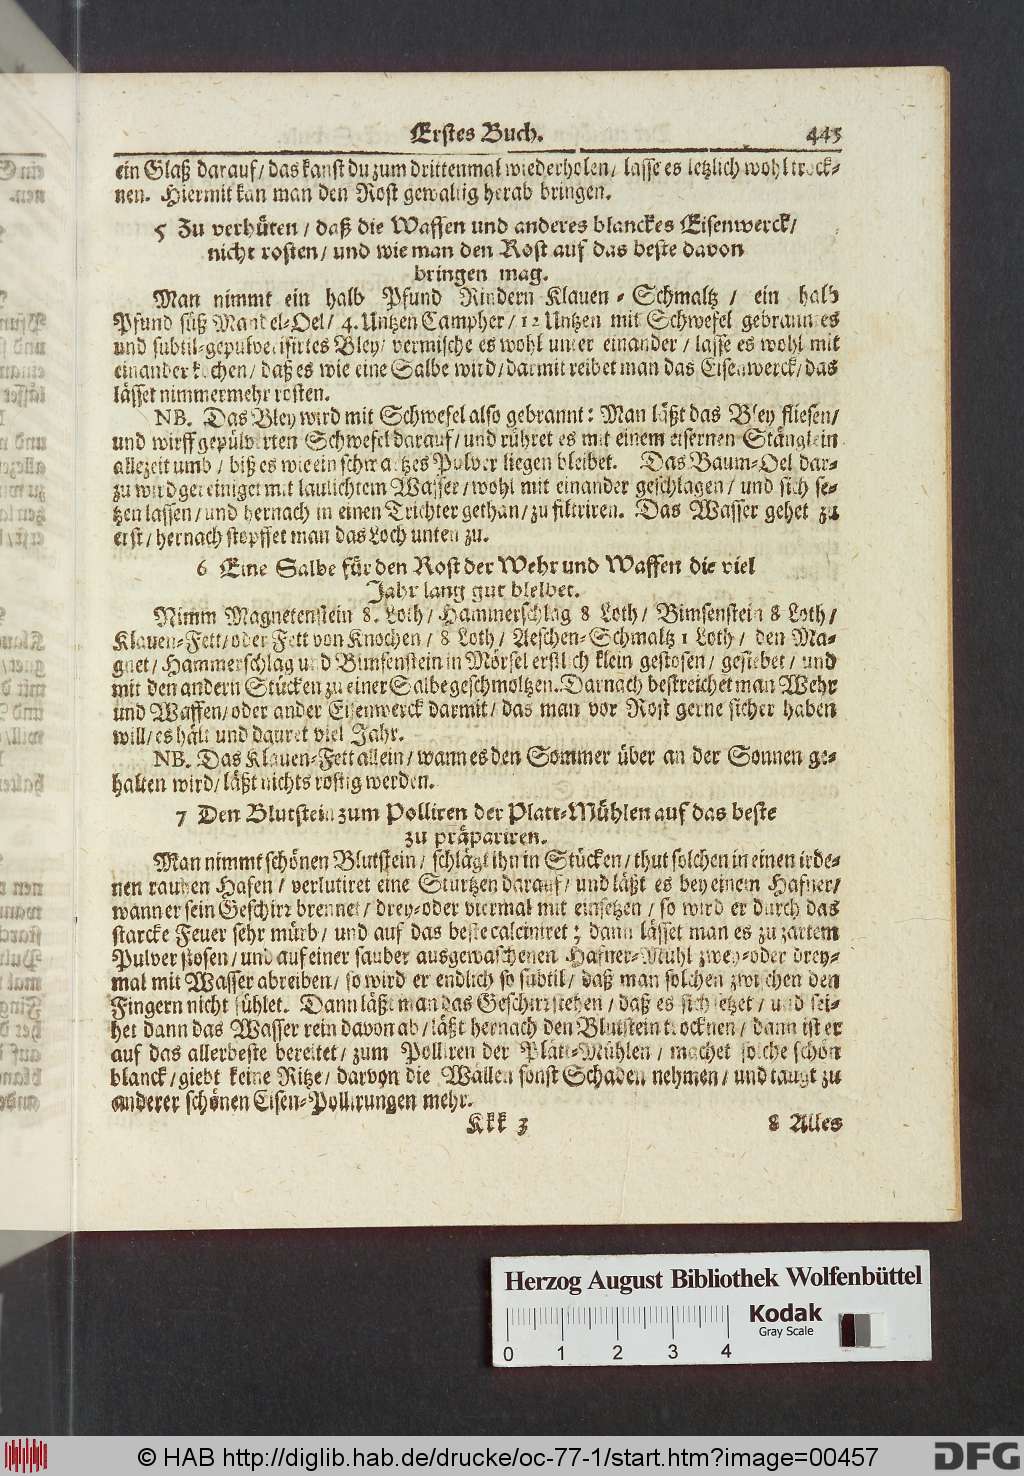 Erstes Buch. 445
ein Glaß darauf/ das kanst du zum drittenmal wiederholen/ lasse es letzlich wohl trock-
nen. Hiermit kan man den Rost gewaltig herab bringen.
5 Zu verhüten/ daß die Waffen und anderes blanckes Eisenwerck/
nicht rosten/ und wie man den Rost auf das beste davon
bringen mag.
Man nimmt ein halb Pfund Rindern Klauen-Schmaltz/ ein halb
Pfund süß Mandel-Oel/ 4. Untzen Campher/ 12 Untzen mit Schwefel gebranntes
und subtil-gepulverisirtes Bley/ vermische es wohl unter einander/ lasse es wohl mit
einander kochen/ daß es wie eine Salbe wird/ darmit reibet man das Eisenwerck/ das
lässet nimmermehr rosten.
NB. Das Bley wird mit Schwefel also gebrannt: Man läßt das Bley fliesen/
und wirff gepülverten Schwefel darauf/ und rühret es mit einem eisernen Stänglein
allezeit umb/ biß es wie ein schwartzes Pulver liegen bleibet. Das Baum-Oel dar-
zu wird gereiniget mit laulichtem Wasser/ wohl mit einander geschlagen/ und sich se-
tzen lassen/ und hernach in einen Trichter gethan/ zu filtriren. Das Wasser gehet zu
erst/ hernach stopffet man das Loch unten zu.
6 Eine Salbe für den Rost der Wehr und Waffen die viel
Jahr lang gut bleibet.
Nimm Magnetenstein 8. Loth/ Hammerschlag 8 Loth/ Bimsenstein 8 Loth/
Klauen-Fett/ oder Fett von Knochen/ 8 Loth/ Aeschen-Schmaltz 1 Loth/ den Ma-
gnet/ Hammerschlag und Bimsenstein in Mörsel erstlich klein gestosen/ gesiebet/ und
mit den andern Stücken zu einer Salbe geschmoltzen. Darnach bestreichet man Wehr
und Waffen/ oder ander Eisenwerck darmit/ das man vor Rost gerne sicher haben
will/ es hält und dauret viel Jahr.
NB. Das Klauen-Fett allein/ wann es den Sommer über an der Sonnen ge-
halten wird/ läßt nichts rostig werden.
7 Den Blutstein zum Polliren der Platt-Mühlen auf das beste
zu präpariren.
Man nimmt schönen Blutstein/ schlägt ihn in Stücken/ thut solchen in einen irde-
nen rauhen Hafen/ verlutiret eine Stürtzen darauf/ und läßt es bey einem Hafner/
wann er sein Geschirr brennet/ drey-oder viermal mit einsetzen/ so wird er durch das
starcke Feuer sehr mürb/ und auf das beste calciniret; dann lässet man es zu zartem
Pulver stosen/ und auf einer sauber ausgewaschenen Hafner-Mühl zwey-oder drey-
mal mit Wasser abreiben/ so wird er endlich so subtil/ daß man solchen zwischen den
Fingern nicht fühlet. Dann läßt man das Geschirr stehen/ daß es sich setzet/ und sei-
het dann das Wasser rein davon ab/ läßt hernach den Blutstein trocknen/ dann ist er
auf das allerbeste bereitet/ zum Polliren der Platt-Mühlen/ machet solche schön
blanck/ giebt keine Ritze/ darvon die Wällen sonst Schaden nehmen/ und taugt zu
anderer schönen Eisen-Pollirungen mehr.
Kkk 3 8 Alles
Herzog August Bibliothek Wolfenbüttel
Kodak
Gray Scale
0 1 2 3 4
© HAB http://diglib.hab.de/drucke/oc-77-1/start.htm?image=00457
DFG